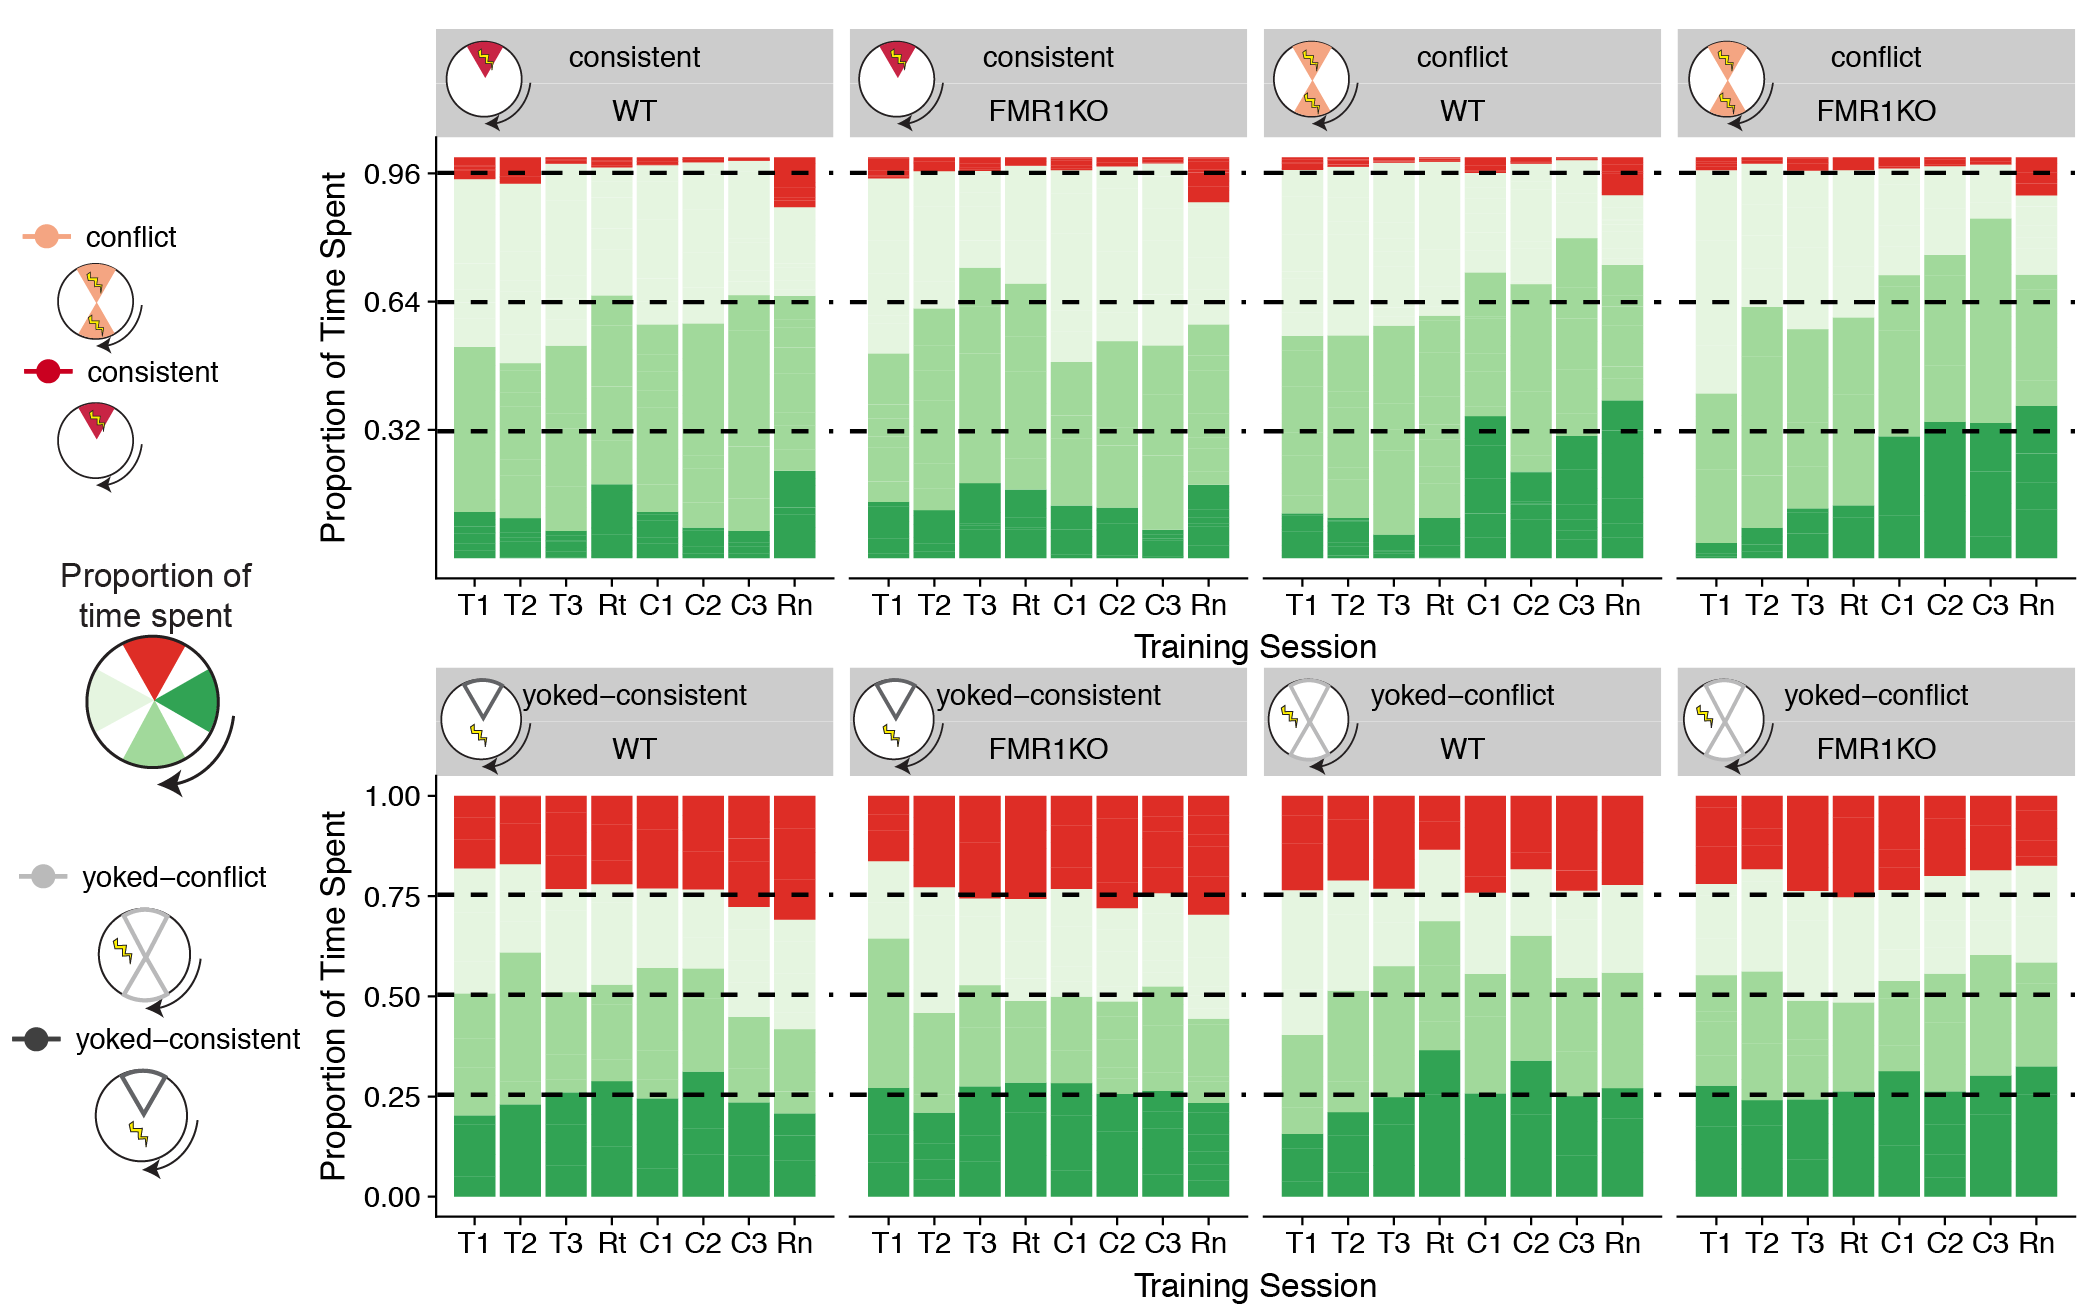 conflict
consistent
Proportion of
time spent
yoked−conflict
yoked−consistent
consistent
WT
consistent
FMR1KO
conflict
WT
conflict
FMR1KO
Proportion of Time Spent
0.96
0.64
0.32
T1 T2 T3 Rt C1 C2 C3 Rn
T1 T2 T3 Rt C1 C2 C3 Rn
T1 T2 T3 Rt C1 C2 C3 Rn
T1 T2 T3 Rt C1 C2 C3 Rn
Training Session
yoked−consistent
WT
yoked−consistent
FMR1KO
yoked−conflict
WT
yoked−conflict
FMR1KO
Proportion of Time Spent
1.00
0.75
0.50
0.25
0.00
T1 T2 T3 Rt C1 C2 C3 Rn
T1 T2 T3 Rt C1 C2 C3 Rn
T1 T2 T3 Rt C1 C2 C3 Rn
T1 T2 T3 Rt C1 C2 C3 Rn
Training Session